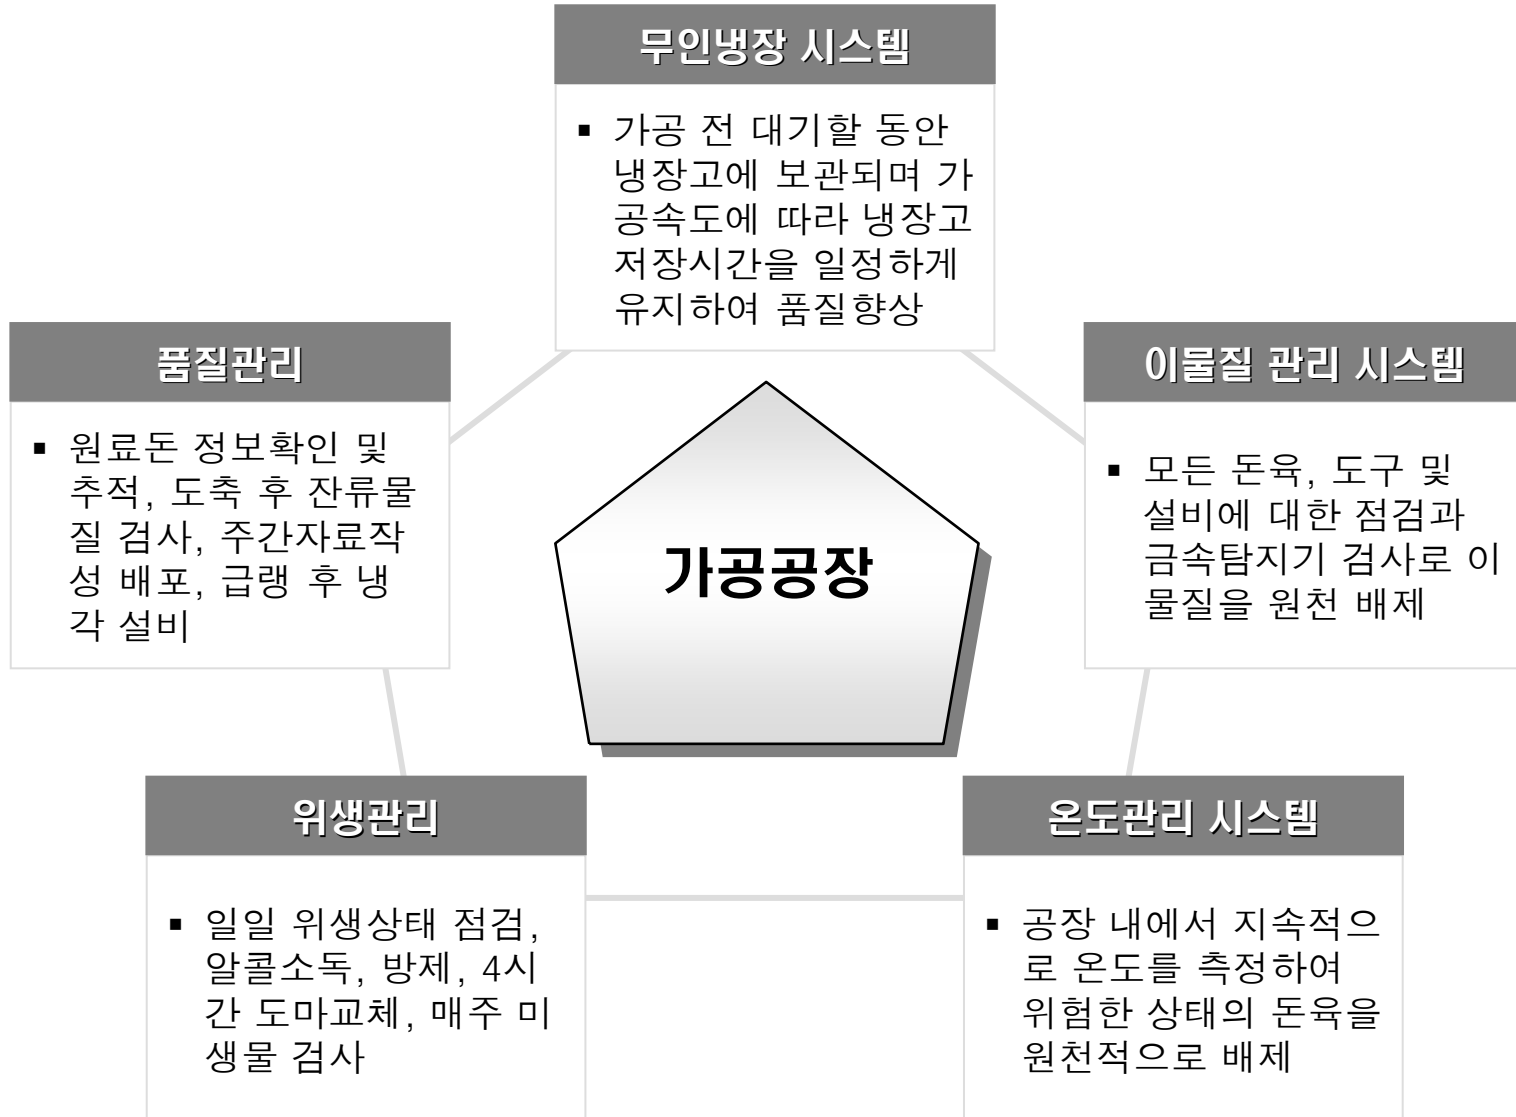 무인냉장 시스템
▪ 가공 전 대기할 동안
냉장고에 보관되며 가
공속도에 따라 냉장고
저장시간을 일정하게
유지하여 품질향상
품질관리
▪ 원료돈 정보확인 및
추적, 도축 후 잔류물
질 검사, 주간자료작
성 배포, 급랭 후 냉
각 설비
이물질 관리 시스템
▪ 모든 돈육, 도구 및
설비에 대한 점검과
금속탐지기 검사로 이
물질을 원천 배제
가공공장
위생관리
▪ 일일 위생상태 점검,
알콜소독, 방제, 4시
간 도마교체, 매주 미
생물 검사
온도관리 시스템
▪ 공장 내에서 지속적으
로 온도를 측정하여
위험한 상태의 돈육을
원천적으로 배제